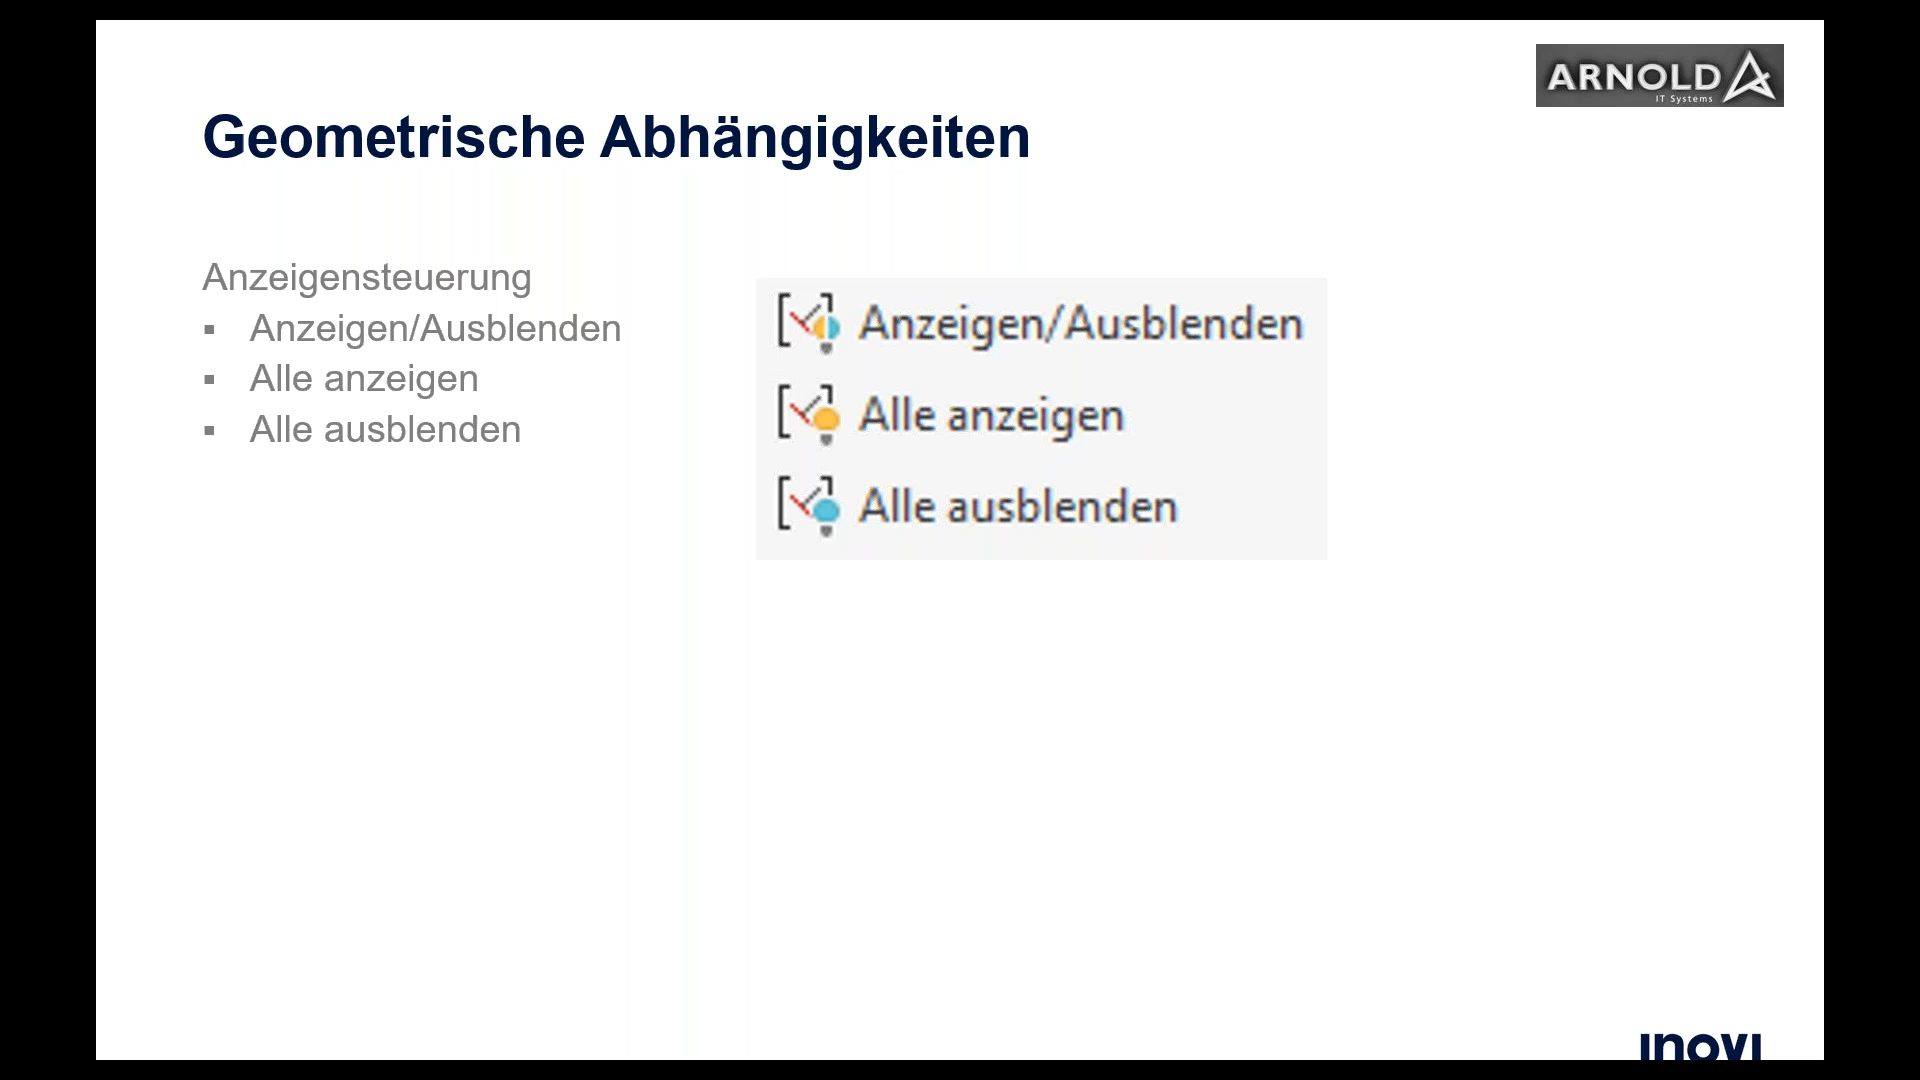 ARNOLD
IT Systems
Geometrische Abhängigkeiten
Anzeigensteuerung
▪ Anzeigen/Ausblenden
▪ Alle anzeigen
▪ Alle ausblenden
Anzeigen/Ausblenden
Alle anzeigen
Alle ausblenden
inovi